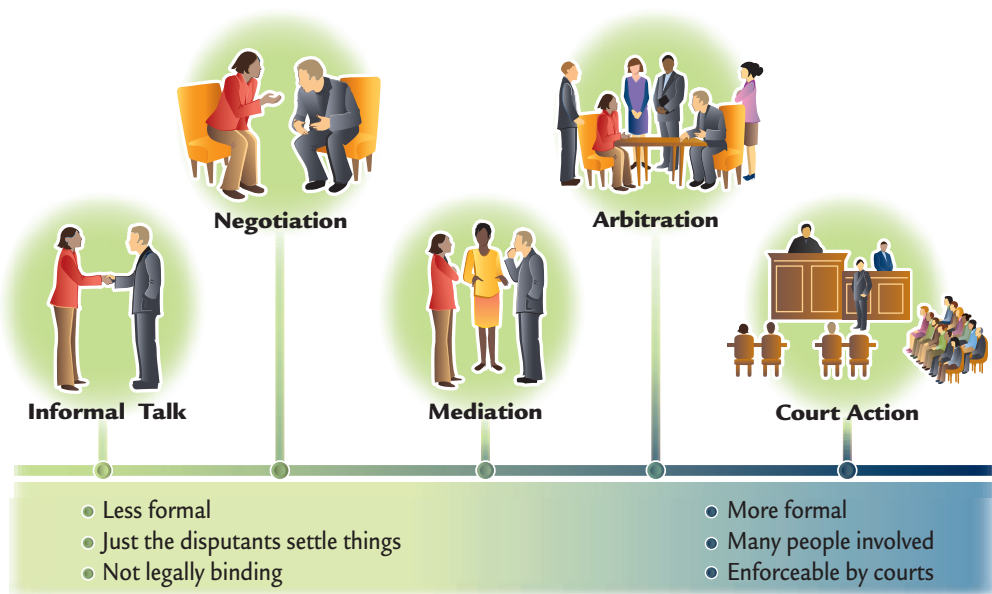 Negotiation
Arbitration
Informal Talk
Mediation
Court Action
Less formal
Just the disputants settle things
Not legally binding
More formal
Many people involved
Enforceable by courts